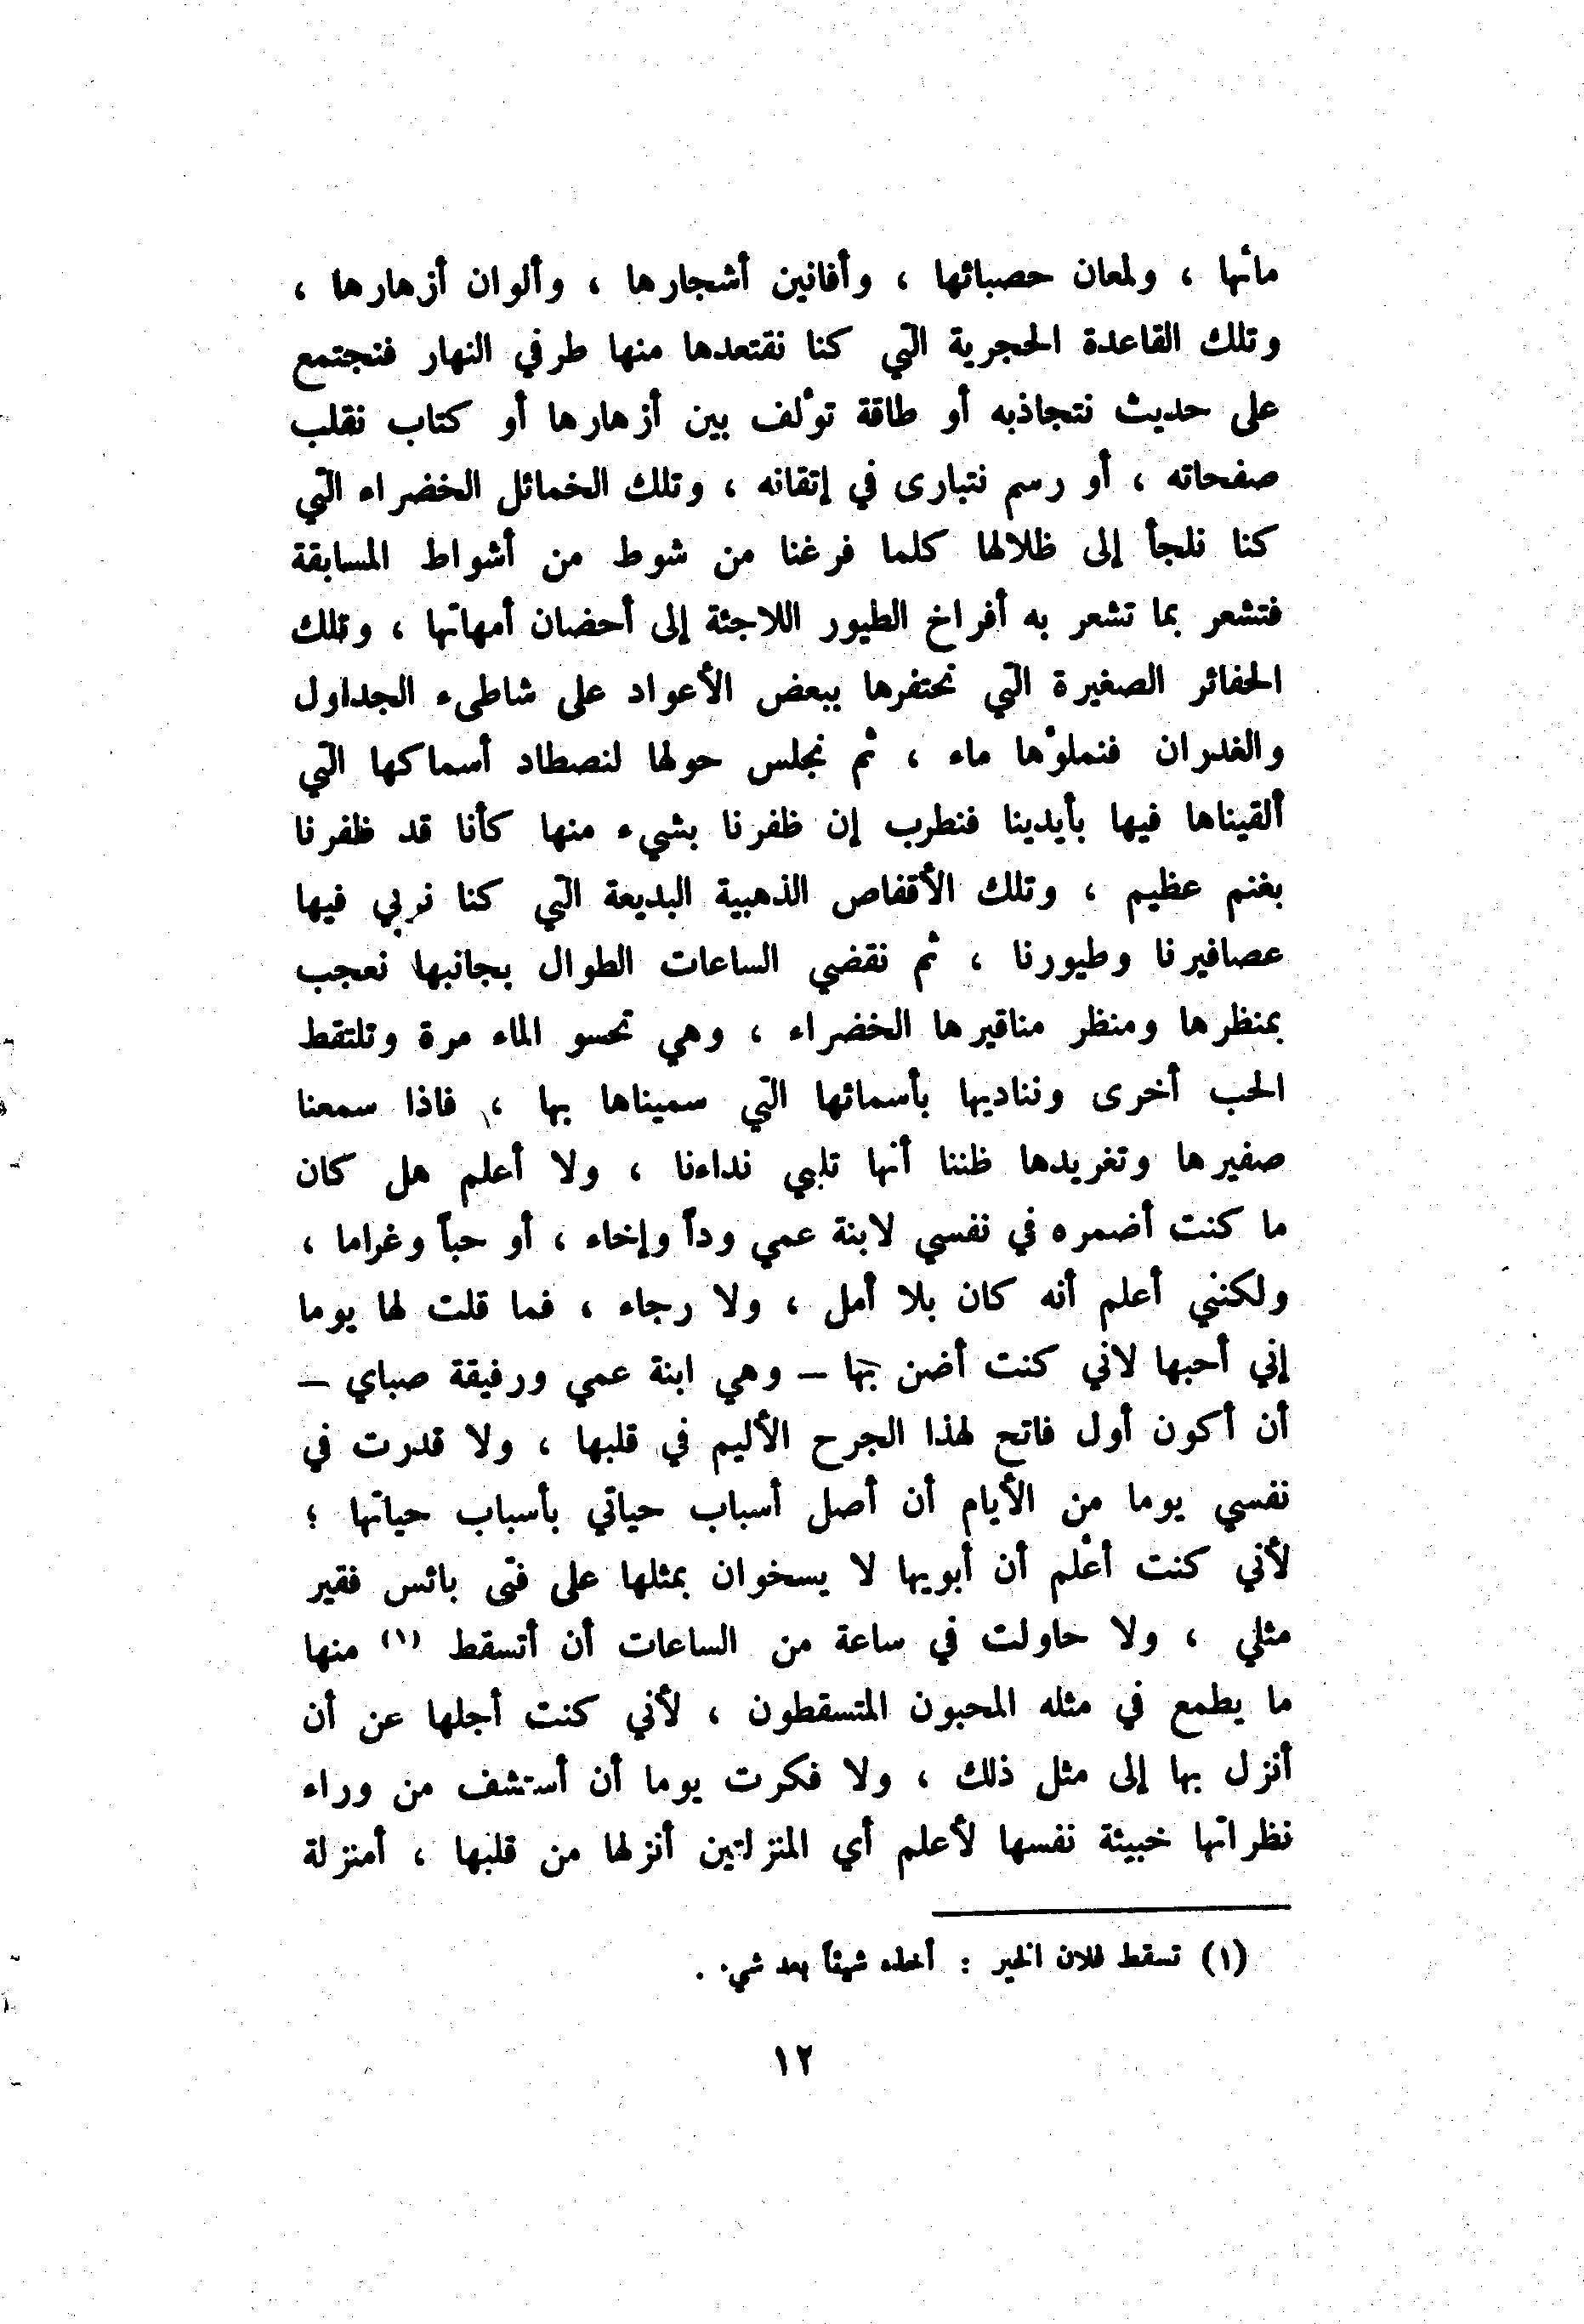 مائها ، ولمعان حصبائها ، وأفانين أشجارها ، وألوان أزهارها ،
وتلك القاعدة الحجرية التي كنا نقتعدها منها طرفي النهار فنجتمع
على حديث نتجاذبه أو طاقة تؤلف بين أزهارها أو كتاب نقلب
صفحاته ، أو رسم نتبارى في إتقانه ، وتلك الخمائل الخضراء التي
كنا نلجأ إلى ظلالها كلما فرغنا من شوط من أشواط المسابقة
فتشعر بما تشعر به أفراخ الطيور اللاجئة إلى أحضان أمهاتها ، وتلك
الحفائر الصغيرة التي نحتفرها ببعض الأعواد على شاطىء الجداول
والغدران فنملؤها ماء ، ثم نجلس حولها لنصطاد أسماكها التي
ألقيناها فيها بأيدينا فنطرب إن ظفرنا بشيء منها كأنا قد ظفرنا
بغنم عظيم ، وتلك الأقفاص الذهبية البديعة التي كنا نربي فيها
عصافيرنا وطيورنا ، ثم نقضي الساعات الطوال بجانبها نعجب
بمنظرها ومنظر مناقيرها الخضراء ، وهي تحسو الماء مرة وتلتقط
الحب أخرى ونناديها بأسمائها التي سميناها بها ، فاذا سمعنا
صفيرها وتغريدها ظننا أنها تلبي نداءنا ، ولا أعلم هل كان
ما كنت أضمره في نفسي لابنة عمي وداً وإخاء ، أو حباً وغراما ،
ولكنني أعلم أنه كان بلا أمل ، ولا رجاء ، فما قلت لها يوما
إني أحبها لاني كنت أضن بها – وهي ابنة عمي ورفيقة صباي –
أن أكون أول فاتح لهذا الجرح الأليم في قلبها ، ولا قدرت في
نفسي يوما من الأيام أن أصل أسباب حياتي بأسباب حياتها ؛
لأني كنت أعلم أن أبويها لا يسخوان بمثلها على فتى بائس فقير
مثلي ، ولا حاولت في ساعة من الساعات أن أتسقط (١) منها
ما يطمع في مثله المحبون المتسقطون ، لأني كنت أجلها عن أن
أنزل بها إلى مثل ذلك ، ولا فكرت يوما أن أستشف من وراء
نظراتها خبيئة نفسها لأعلم أي المنزلتين أنزلها من قلبها ، أمنزلة
(١) تسقط فلان الخبر : أخذه شيئاً بعد شيء .
١٢